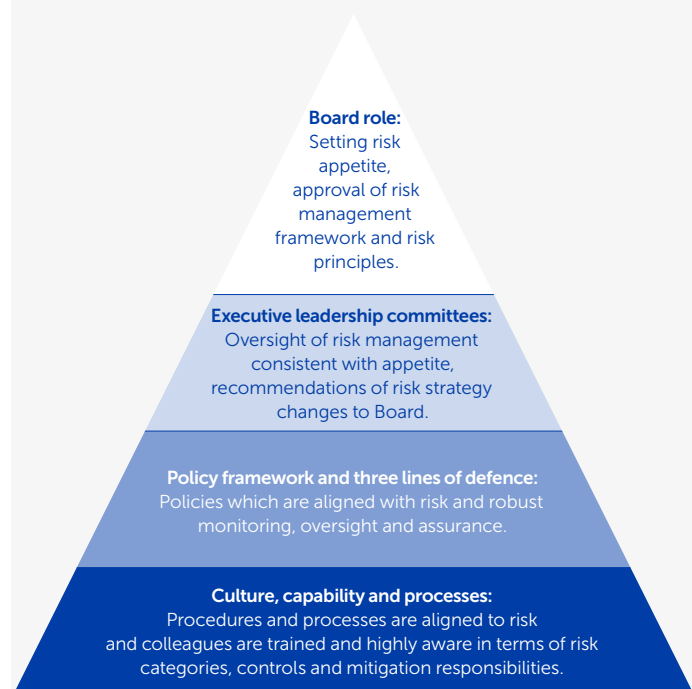 Board role:
Setting risk
appetite,
approval of risk
management
framework and risk
principles.
Executive leadership committees:
Oversight of risk management
consistent with appetite,
recommendations of risk strategy
changes to Board.
Policy framework and three lines of defence:
Policies which are aligned with risk and robust
monitoring, oversight and assurance.
Culture, capability and processes:
Procedures and processes are aligned to risk
and colleagues are trained and highly aware in terms of risk
categories, controls and mitigation responsibilities.